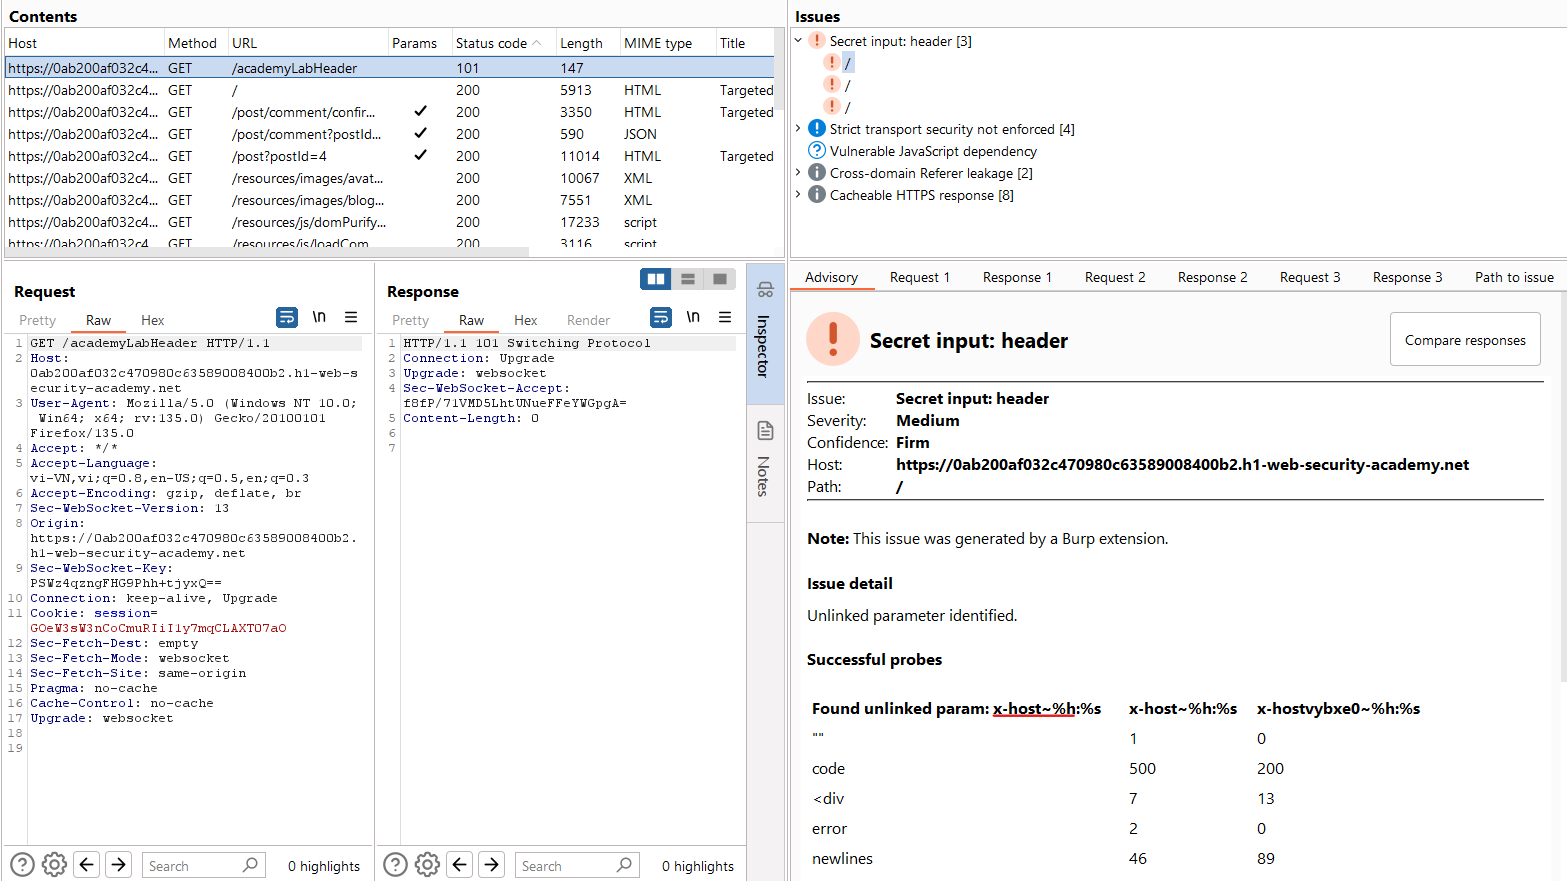 Contents
Host Method URL Params Status code Length MIME type Title
https://0ab200af032c4... GET /academyLabHeader 101 147
https://0ab200af032c4... GET / 200 5913 HTML Targeted
https://0ab200af032c4... GET /post/comment/confir... 200 3350 HTML Targeted
https://0ab200af032c4... GET /post/comment?postId... 200 590 JSON
https://0ab200af032c4... GET /post?postId=4 200 11014 HTML Targeted
https://0ab200af032c4... GET /resources/images/avat... 200 10067 XML
https://0ab200af032c4... GET /resources/images/blog... 200 7551 XML
https://0ab200af032c4... GET /resources/js/domPurify... 200 17233 script
https://0ab200af032c4... GET /resources/js/loadCom 200 3116 script
Issues
Secret input: header [3]
/
/
/
Strict transport security not enforced [4]
Vulnerable JavaScript dependency
Cross-domain Referer leakage [2]
Cacheable HTTPS response [8]
Request
Pretty Raw Hex \n
1 GET /academyLabHeader HTTP/1.1
2 Host:
0ab200af032c470980c63589008400b2.h1-web-s
ecurity-academy.net
3 User-Agent: Mozilla/5.0 (Windows NT 10.0;
Win64; x64; rv:135.0) Gecko/20100101
Firefox/135.0
4 Accept: */*
5 Accept-Language:
vi-VN,vi;q=0.8,en-US;q=0.5,en;q=0.3
6 Accept-Encoding: gzip, deflate, br
7 Sec-WebSocket-Version: 13
8 Origin:
https://0ab200af032c470980c63589008400b2.
h1-web-security-academy.net
9 Sec-WebSocket-Key:
PSWz4qzngFHG9Phh+tjyxQ==
10 Connection: keep-alive, Upgrade
11 Cookie: session=
GOeW3sW3nCoCmuRIiI1y7mqCLAXT07aO
12 Sec-Fetch-Dest: empty
13 Sec-Fetch-Mode: websocket
14 Sec-Fetch-Site: same-origin
15 Pragma: no-cache
16 Cache-Control: no-cache
17 Upgrade: websocket
18
19
Search 0 highlights
Response
Pretty Raw Hex Render \n
1 HTTP/1.1 101 Switching Protocol
2 Connection: Upgrade
3 Upgrade: websocket
4 Sec-WebSocket-Accept:
f8fP/71VMD5LhtUNueFFeYWGpgA=
5 Content-Length: 0
6
7
Search 0 highlights
Inspector
Notes
Advisory Request 1 Response 1 Request 2 Response 2 Request 3 Response 3 Path to issue
Secret input: header
Compare responses
Issue: Secret input: header
Severity: Medium
Confidence: Firm
Host: https://0ab200af032c470980c63589008400b2.h1-web-security-academy.net
Path: /
Note: This issue was generated by a Burp extension.
Issue detail
Unlinked parameter identified.
Successful probes
Found unlinked param: x-host~%h:%s x-host~%h:%s x-hostvybxe0~%h:%s
"" 1 0
code 500 200
<div 7 13
error 2 0
newlines 46 89